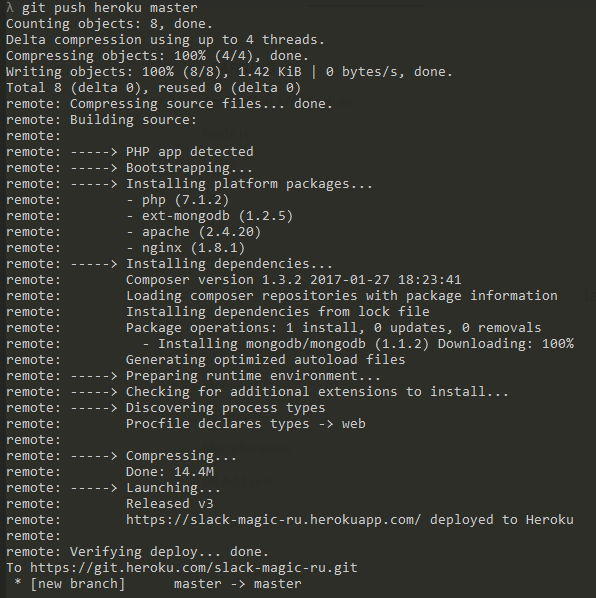 λ git push heroku master
Counting objects: 8, done.
Delta compression using up to 4 threads.
Compressing objects: 100% (4/4), done.
Writing objects: 100% (8/8), 1.42 KiB | 0 bytes/s, done.
Total 8 (delta 0), reused 0 (delta 0)
remote: Compressing source files... done.
remote: Building source:
remote:
remote: -----> PHP app detected
remote: -----> Bootstrapping...
remote: -----> Installing platform packages...
remote:        - php (7.1.2)
remote:        - ext-mongodb (1.2.5)
remote:        - apache (2.4.20)
remote:        - nginx (1.8.1)
remote: -----> Installing dependencies...
remote:        Composer version 1.3.2 2017-01-27 18:23:41
remote:        Loading composer repositories with package information
remote:        Installing dependencies from lock file
remote:        Package operations: 1 install, 0 updates, 0 removals
remote:          - Installing mongodb/mongodb (1.1.2) Downloading: 100%
remote:        Generating optimized autoload files
remote: -----> Preparing runtime environment...
remote: -----> Checking for additional extensions to install...
remote: -----> Discovering process types
remote:        Procfile declares types -> web
remote:
remote: -----> Compressing...
remote:        Done: 14.4M
remote: -----> Launching...
remote:        Released v3
remote:        https://slack-magic-ru.herokuapp.com/ deployed to Heroku
remote:
remote: Verifying deploy... done.
To https://git.heroku.com/slack-magic-ru.git
 * [new branch]      master -> master